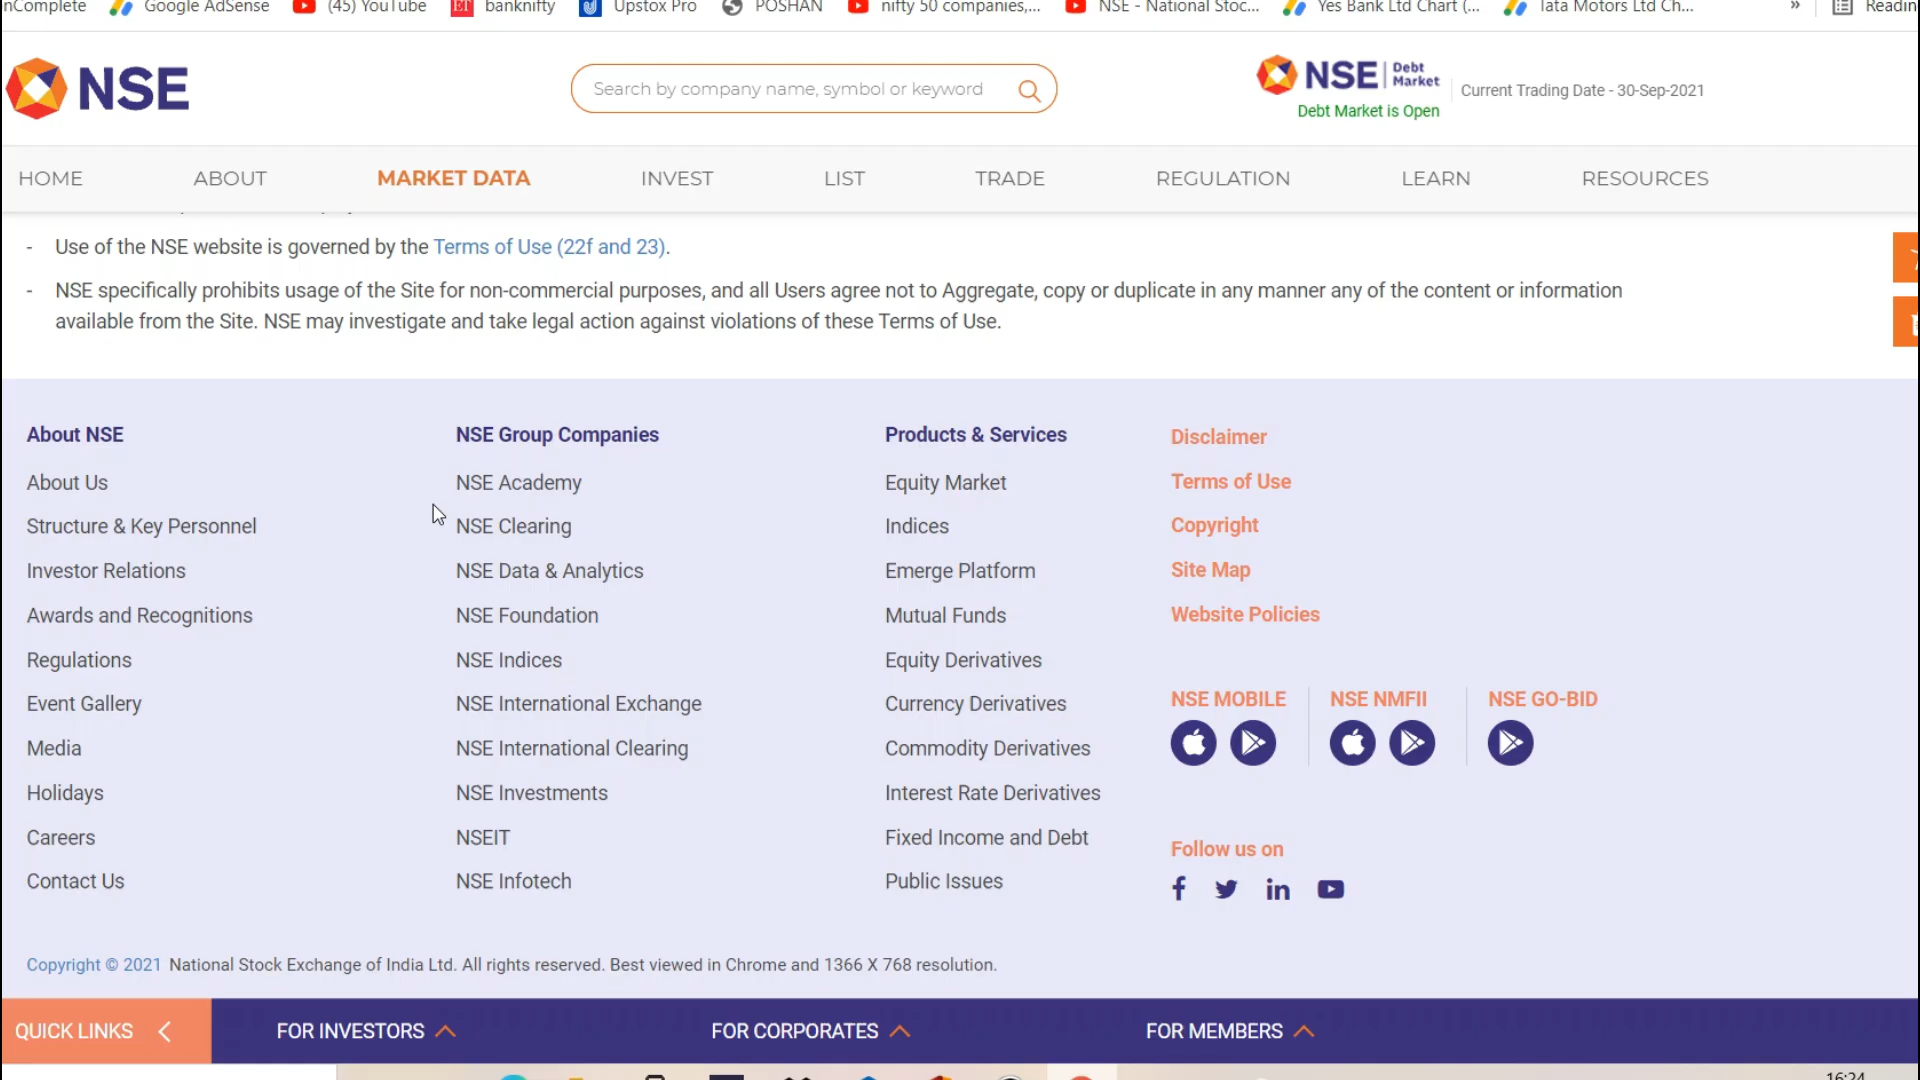 nComplete Google AdSense (45) YouTube ET banknifty Upstox Pro POSHAN nifty 50 companies,... NSE - National Stoc... Yes Bank Ltd Chart (... Tata Motors Ltd Ch... » Readin
NSE
Search by company name, symbol or keyword
NSE Debt Market
Debt Market is Open
Current Trading Date - 30-Sep-2021
HOME ABOUT MARKET DATA INVEST LIST TRADE REGULATION LEARN RESOURCES
- Use of the NSE website is governed by the Terms of Use (22f and 23).
- NSE specifically prohibits usage of the Site for non-commercial purposes, and all Users agree not to Aggregate, copy or duplicate in any manner any of the content or information
available from the Site. NSE may investigate and take legal action against violations of these Terms of Use.
About NSE
About Us
Structure & Key Personnel
Investor Relations
Awards and Recognitions
Regulations
Event Gallery
Media
Holidays
Careers
Contact Us
NSE Group Companies
NSE Academy
NSE Clearing
NSE Data & Analytics
NSE Foundation
NSE Indices
NSE International Exchange
NSE International Clearing
NSE Investments
NSEIT
NSE Infotech
Products & Services
Equity Market
Indices
Emerge Platform
Mutual Funds
Equity Derivatives
Currency Derivatives
Commodity Derivatives
Interest Rate Derivatives
Fixed Income and Debt
Public Issues
Disclaimer
Terms of Use
Copyright
Site Map
Website Policies
NSE MOBILE NSE NMFII NSE GO-BID
Follow us on
Copyright © 2021 National Stock Exchange of India Ltd. All rights reserved. Best viewed in Chrome and 1366 X 768 resolution.
QUICK LINKS FOR INVESTORS FOR CORPORATES FOR MEMBERS
16:24